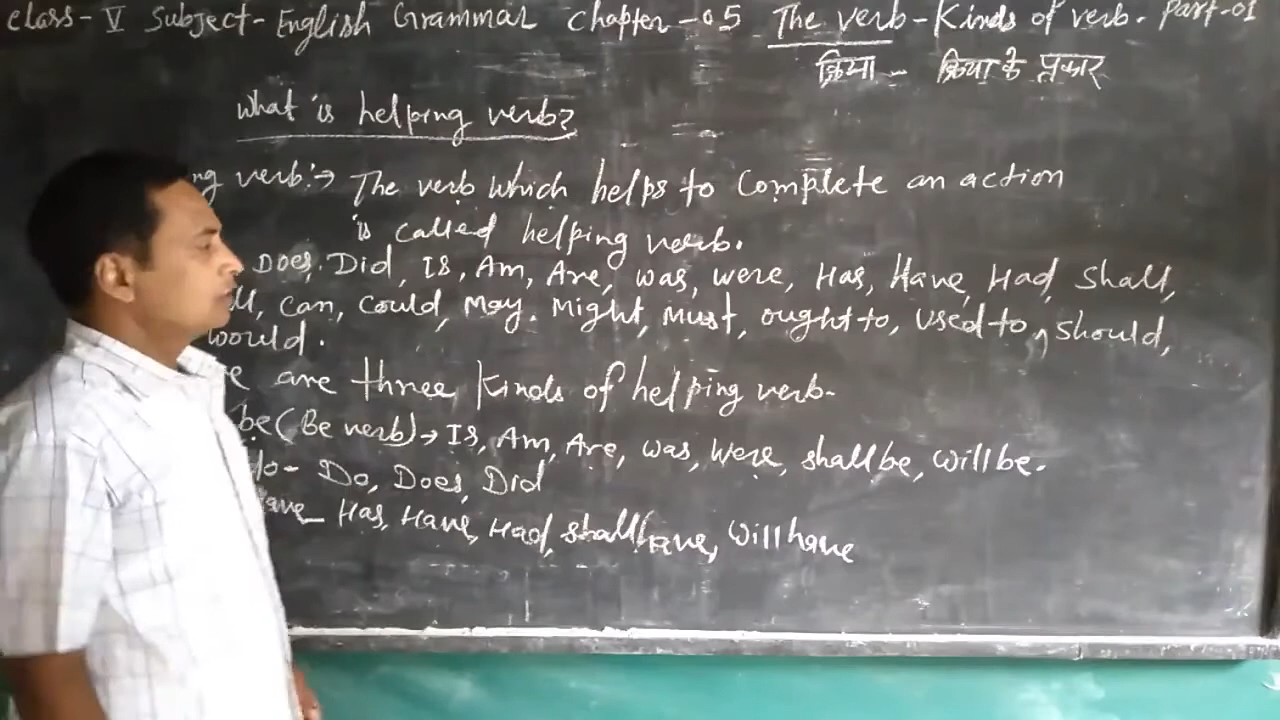 Class - V Subject - English Grammar Chapter - 05 The verb - Kinds of verb. Part-01
क्रिया - क्रिया के प्रकार
What is helping verb?
ng verb:→ The verb which helps to complete an action
is called helping verb.
Does. Did, Is, Am, Are, was, were, Has, Have, Had, Shall,
Can, Could, May. Might, Must, ought to, Used to, should,
would.
are three Kinds of helping verb.
be (Be verb) → Is, Am, Are, was, Were, shall be, will be.
do - Do, Does, Did
ave - Has, Have, Had, shall have, will have